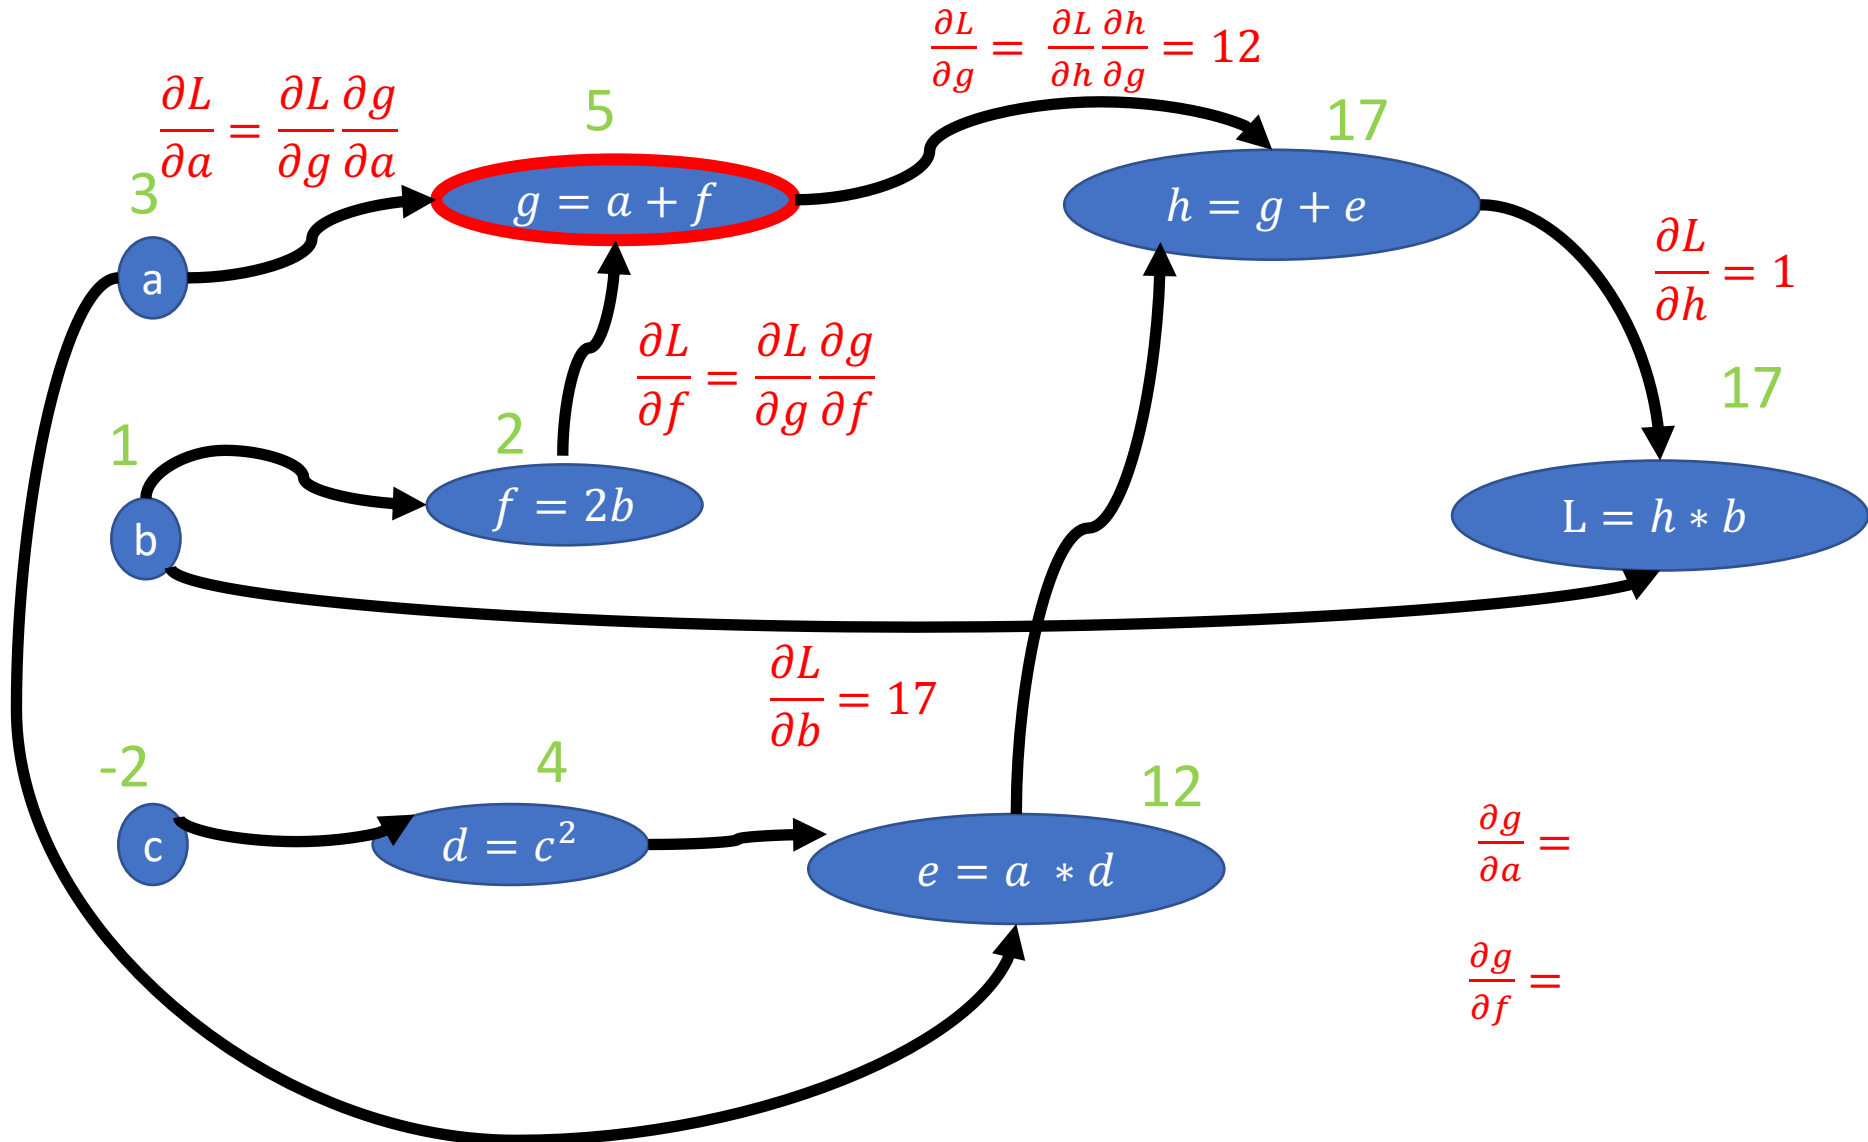 ∂L/∂g = ∂L/∂h ∂h/∂g = 12
∂L/∂a = ∂L/∂g ∂g/∂a
5
17
3
g = a + f
h = g + e
a
∂L/∂h = 1
∂L/∂f = ∂L/∂g ∂g/∂f
17
1
2
f = 2b
L = h ∗ b
b
∂L/∂b = 17
-2
4
12
c
d = c²
e = a ∗ d
∂g/∂a =
∂g/∂f =